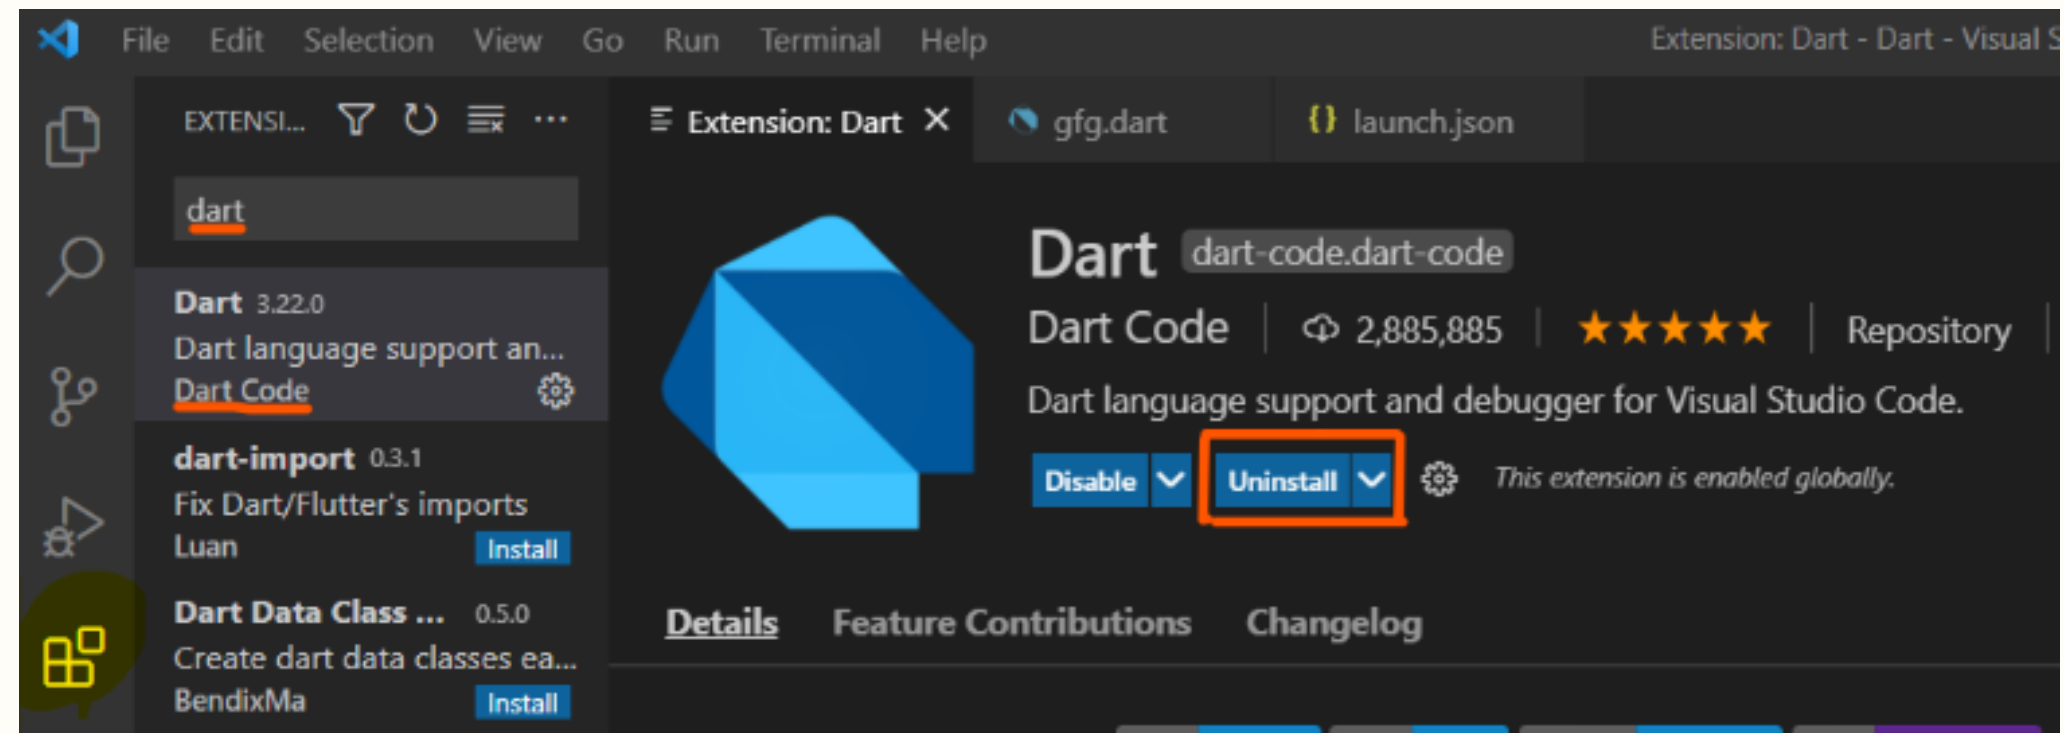 File Edit Selection View Go Run Terminal Help Extension: Dart - Dart - Visual S
EXTENSI... ...
Extension: Dart gfg.dart {} launch.json
dart
Dart 3.22.0
Dart language support an...
Dart Code
dart-import 0.3.1
Fix Dart/Flutter's imports
Luan Install
Dart Data Class ... 0.5.0
Create dart data classes ea...
BendixMa Install
Dart dart-code.dart-code
Dart Code 2,885,885 Repository
Dart language support and debugger for Visual Studio Code.
Disable Uninstall This extension is enabled globally.
Details Feature Contributions Changelog